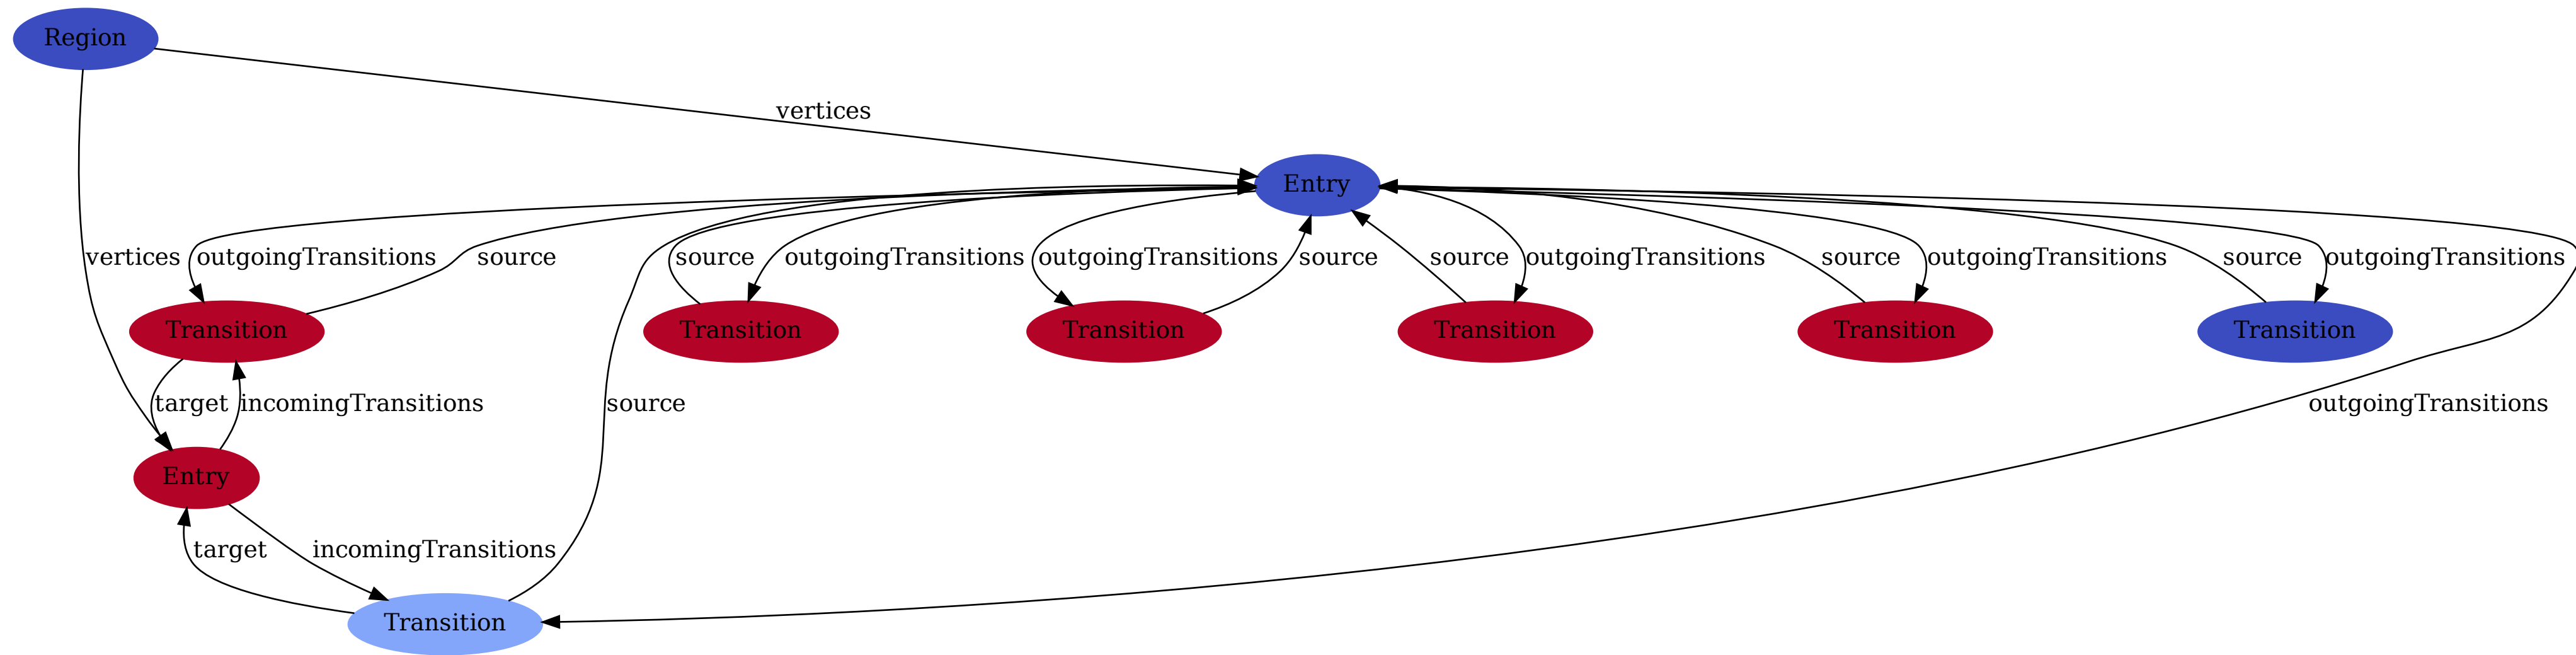 Region
vertices
Entry
vertices
outgoingTransitions
source
source
outgoingTransitions
outgoingTransitions
source
source
outgoingTransitions
source
outgoingTransitions
source
outgoingTransitions
Transition
Transition
Transition
Transition
Transition
Transition
target
incomingTransitions
source
outgoingTransitions
Entry
target
incomingTransitions
Transition